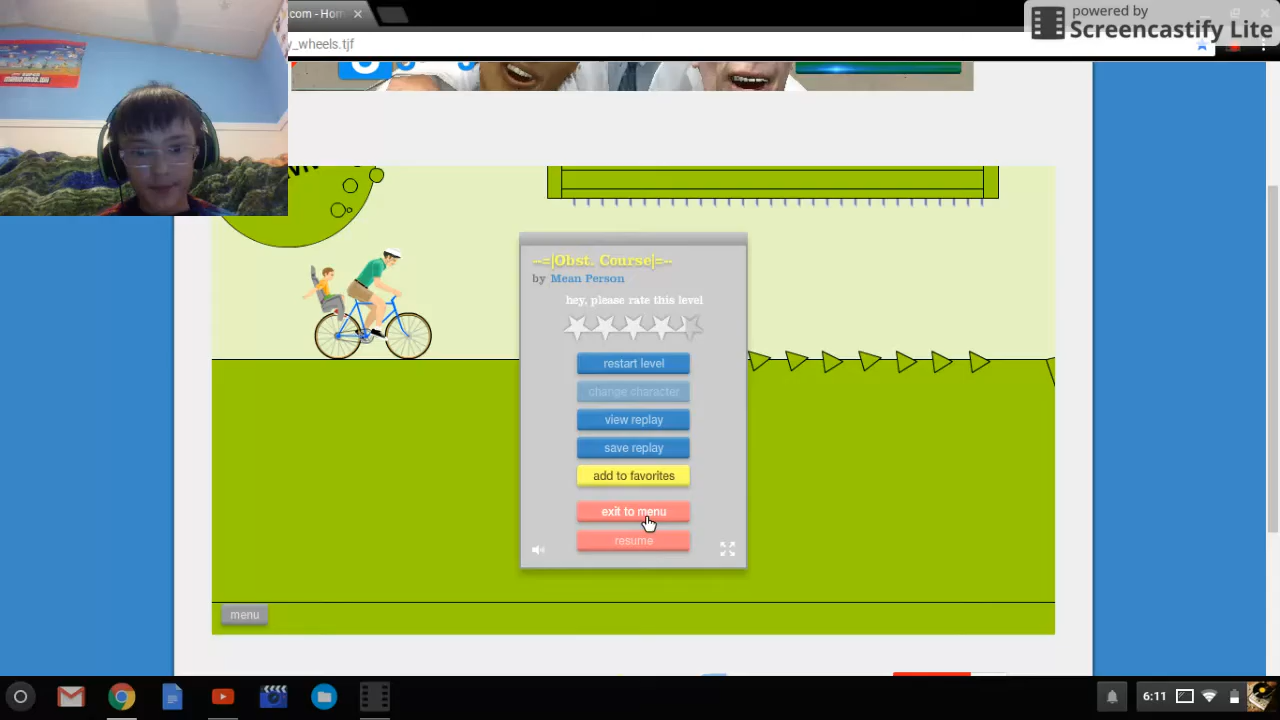 .com - Hom
powered by
Screencastify Lite
y_wheels.tjf
--=|Obst. Course|=--
by Mean Person
hey, please rate this level
restart level
change character
view replay
save replay
add to favorites
exit to menu
resume
menu
6:11